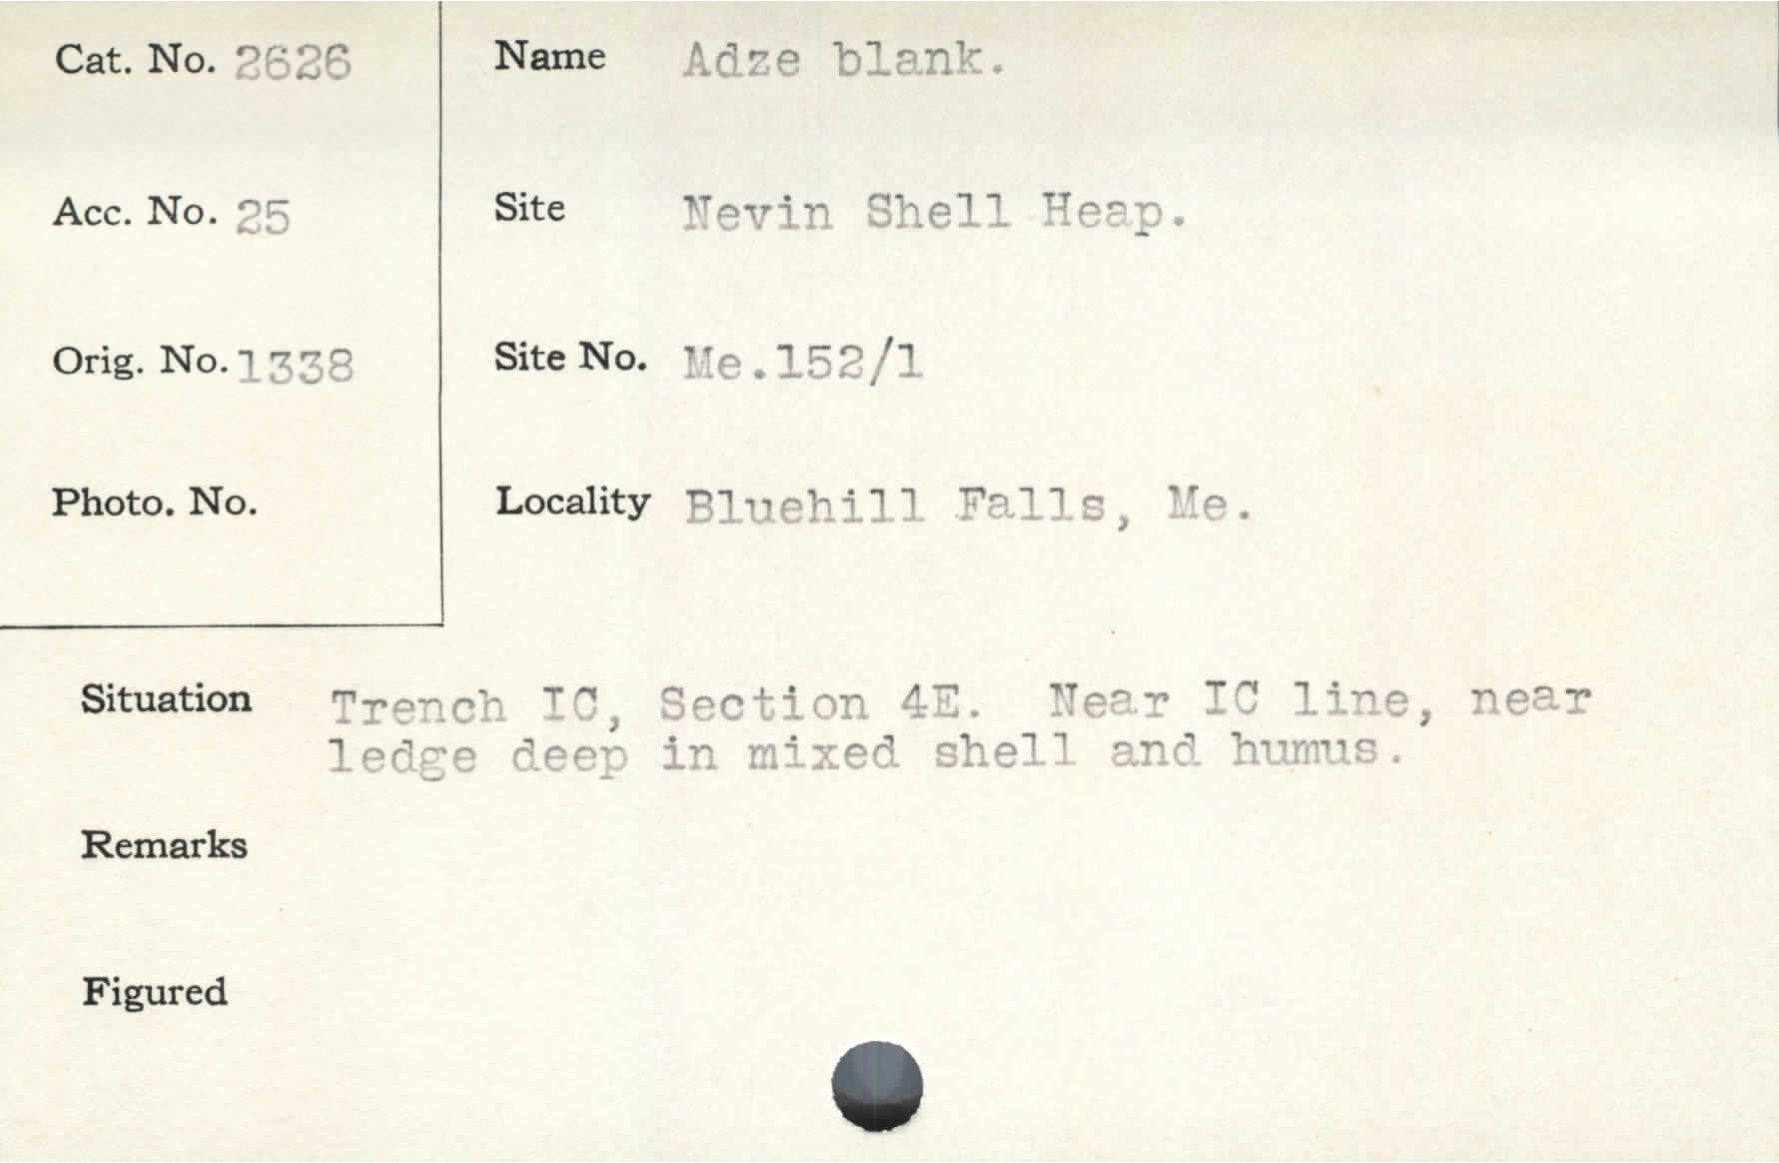 Cat. No. 2626
Acc. No. 25
Orig. No. 1338
Photo. No.
Name Adze blank.
Site Nevin Shell Heap.
Site No. Me.152/1
Locality Bluehill Falls, Me.
Situation Trench IC, Section 4E. Near IC line, near
ledge deep in mixed shell and humus.
Remarks
Figured